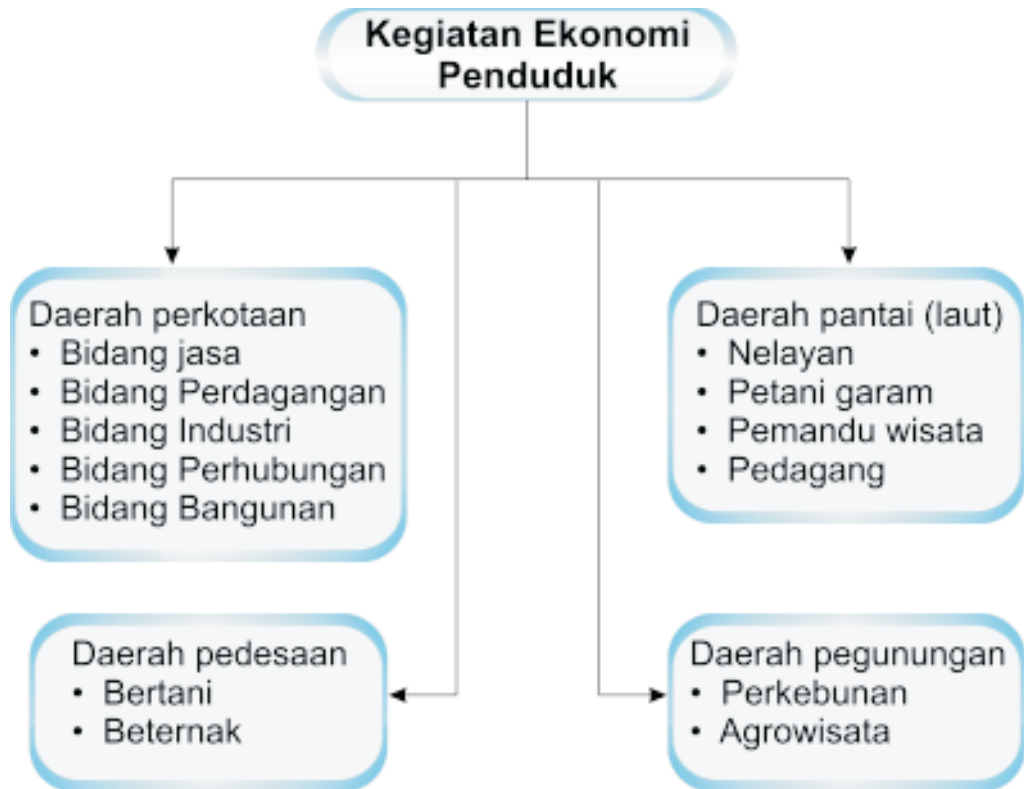 Kegiatan Ekonomi
Penduduk
Daerah perkotaan
• Bidang jasa
• Bidang Perdagangan
• Bidang Industri
• Bidang Perhubungan
• Bidang Bangunan
Daerah pantai (laut)
• Nelayan
• Petani garam
• Pemandu wisata
• Pedagang
Daerah pedesaan
• Bertani
• Beternak
Daerah pegunungan
• Perkebunan
• Agrowisata